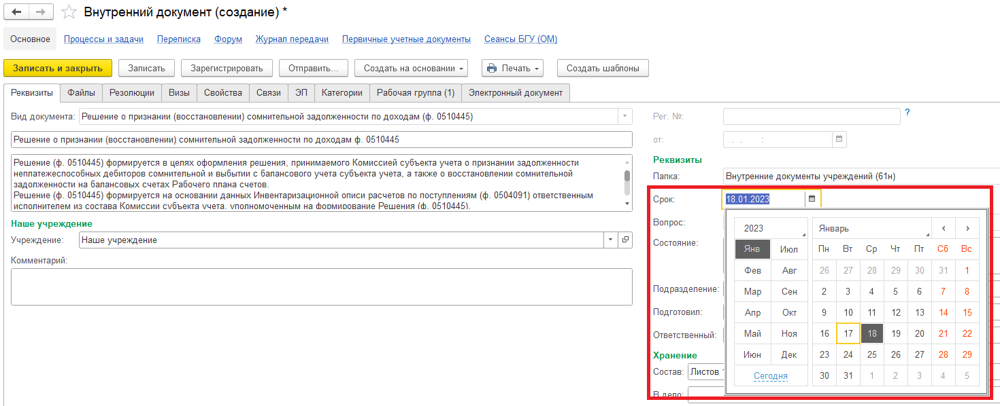 Внутренний документ (создание) *
Основное Процессы и задачи Переписка Форум Журнал передачи Первичные учетные документы Сеансы БГУ (ОМ)
Записать и закрыть Записать Зарегистрировать Отправить... Создать на основании Печать Создать шаблоны
Реквизиты Файлы Резолюции Визы Свойства Связи ЭП Категории Рабочая группа (1) Электронный документ
Вид документа: Решение о признании (восстановлении) сомнительной задолженности по доходам (ф. 0510445)
Решение о признании (восстановлении) сомнительной задолженности по доходам ф. 0510445
Решение (ф. 0510445) формируется в целях оформления решения, принимаемого Комиссией субъекта учета о признании задолженности
неплатежеспособных дебиторов сомнительной и выбытии с балансового учета субъекта учета, а также о восстановлении сомнительной
задолженности на балансовых счетах Рабочего плана счетов.
Решение (ф. 0510445) формируется на основании данных Инвентаризационной описи расчетов по поступлениям (ф. 0504091) ответственным
исполнителем из состава Комиссии субъекта учета, уполномоченным на формирование Решения (ф. 0510445).
Наше учреждение
Учреждение: Наше учреждение
Комментарий:
Рег. №: ?
от: . . :
Реквизиты
Папка: Внутренние документы учреждений (61н)
Срок: 18.01.2023
Вопрос:
Состояние:
Подразделение:
Подготовил:
Ответственный:
Хранение
Состав: Листов
В дело:
2023
Янв Июл
Фев Авг
Мар Сен
Апр Окт
Май Ноя
Июн Дек
Сегодня
Январь
Пн Вт Ср Чт Пт Сб Вс
26 27 28 29 30 31 1
2 3 4 5 6 7 8
9 10 11 12 13 14 15
16 17 18 19 20 21 22
23 24 25 26 27 28 29
30 31 1 2 3 4 5